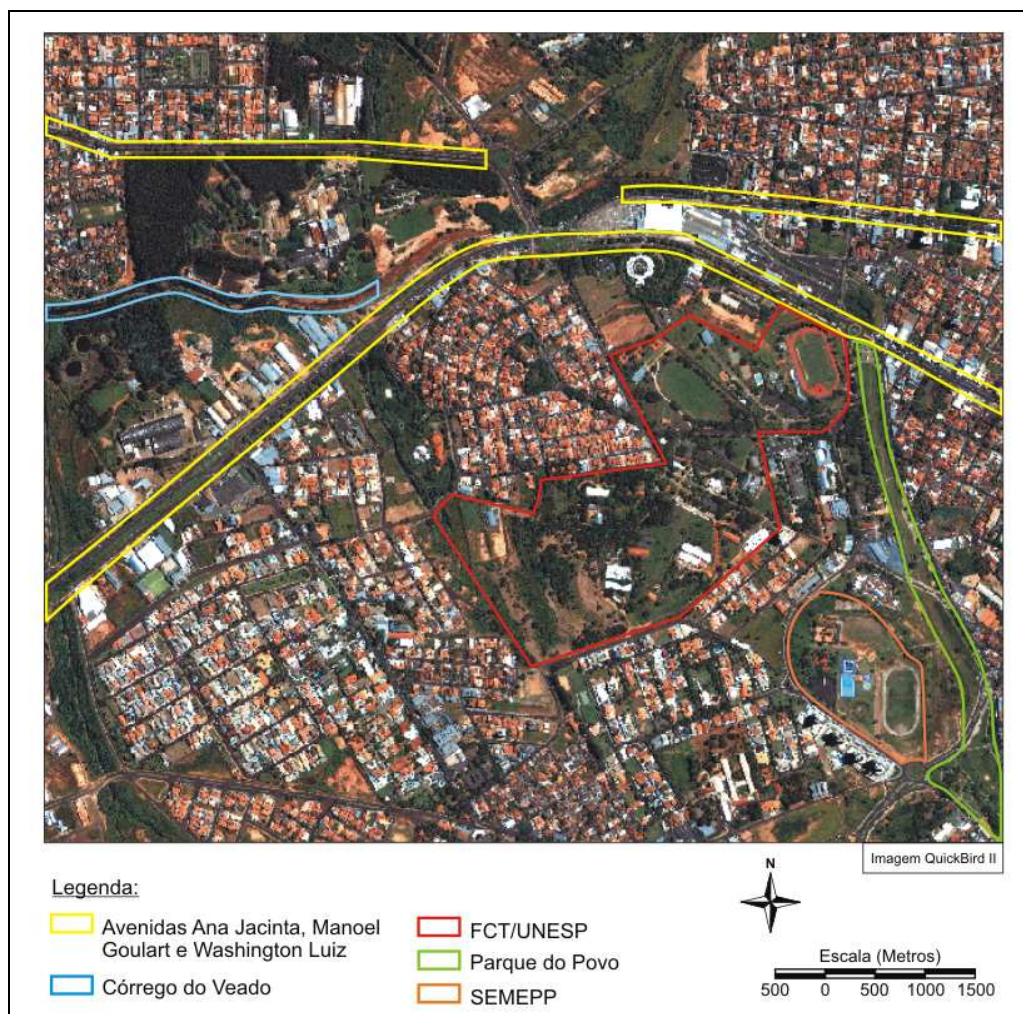 Imagem QuickBird II
Legenda:
Avenidas Ana Jacinta, Manoel
Goulart e Washington Luiz
Córrego do Veado
FCT/UNESP
Parque do Povo
SEMEPP
N
Escala (Metros)
500 0 500 1000 1500